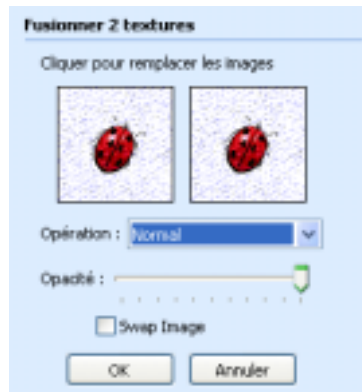 Fusionner 2 textures
Cliquer pour remplacer les images
Opération : Normal
Opacité :
Swap Image
OK Annuler